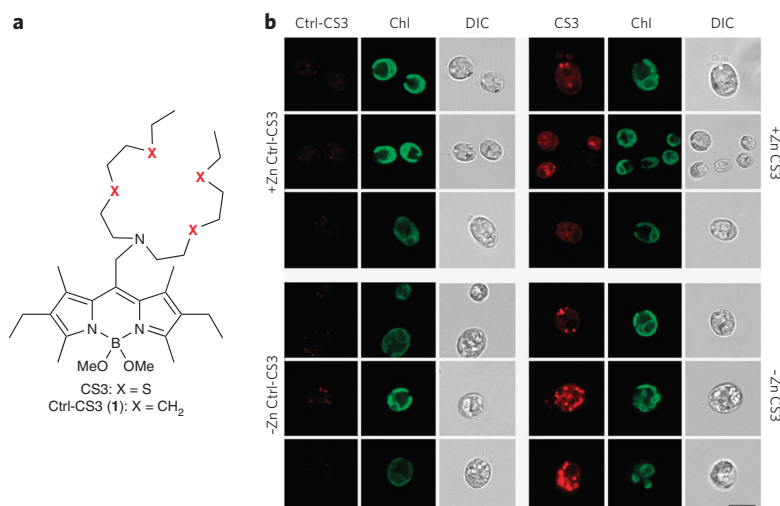 a
X
X
X
X
N
N
N
B
MeO OMe
CS3: X = S
Ctrl-CS3 (1): X = CH₂
b
Ctrl-CS3 Chl DIC CS3 Chl DIC
+Zn Ctrl-CS3
+Zn CS3
–Zn Ctrl-CS3
–Zn CS3